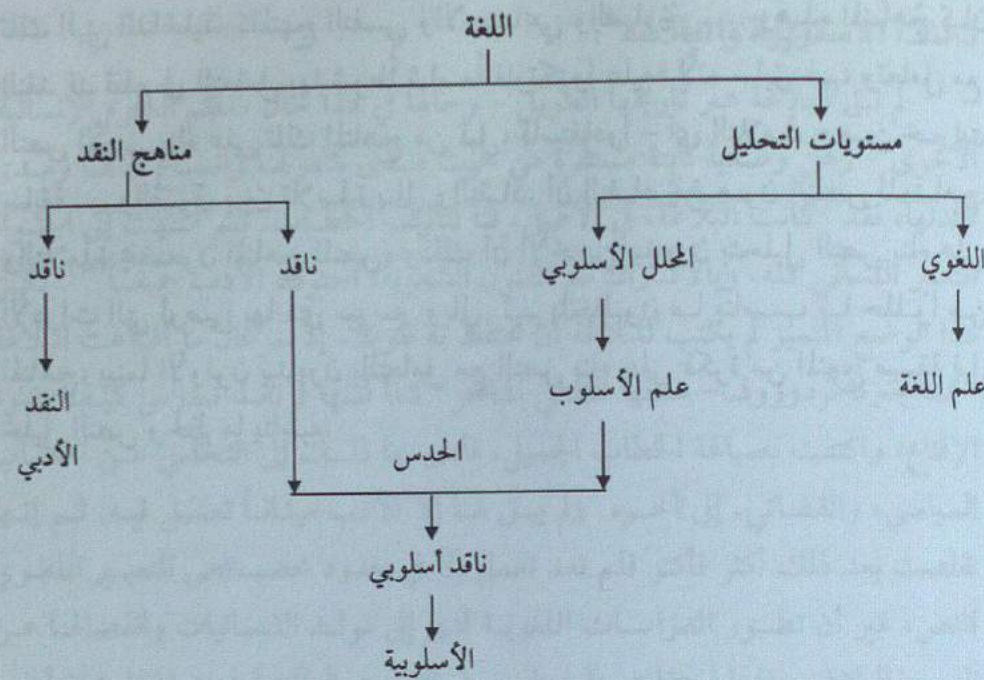 اللغة
مستويات التحليل
مناهج النقد
اللغوي
المحلل الأسلوبي
ناقد
ناقد
علم اللغة
علم الأسلوب
النقد
الأدبي
الحدس
ناقد أسلوبي
الأسلوبية